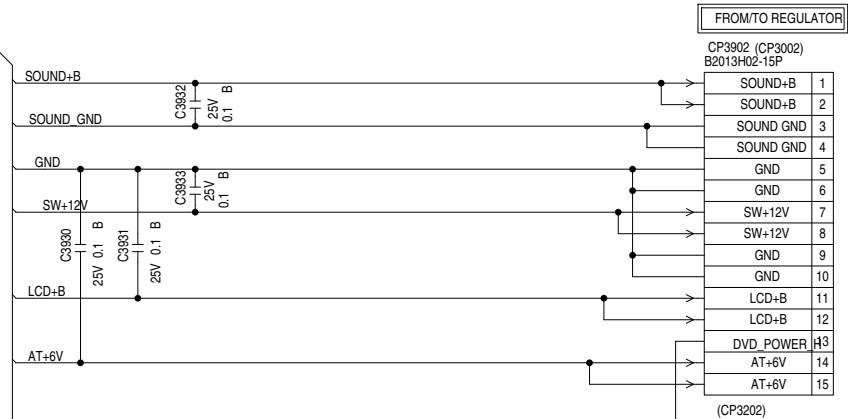 FROM/TO REGULATOR
CP3902 (CP3002)
B2013H02-15P
SOUND+B
C3932
25V
0.1 B
SOUND+B 1
SOUND+B 2
SOUND_GND
SOUND GND 3
SOUND GND 4
GND
C3933
25V
0.1 B
GND 5
GND 6
SW+12V
SW+12V 7
SW+12V 8
C3930
25V 0.1 B
C3931
25V 0.1 B
GND 9
GND 10
LCD+B
LCD+B 11
LCD+B 12
DVD_POWER_H 13
AT+6V
AT+6V 14
AT+6V 15
(CP3202)